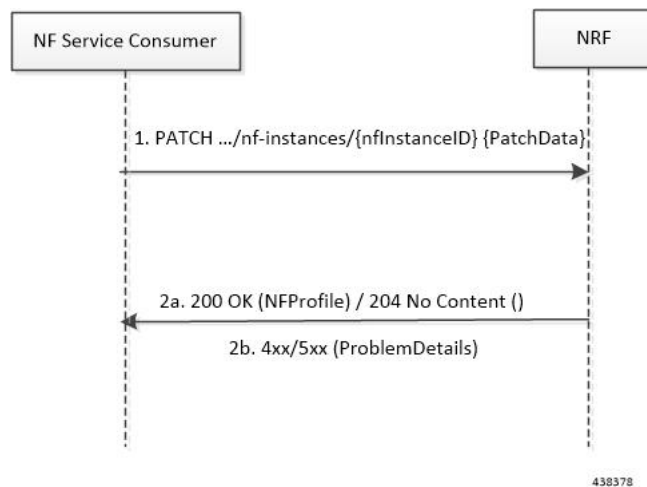 NF Service Consumer
NRF
1. PATCH .../nf-instances/{nfInstanceID} {PatchData}
2a. 200 OK (NFProfile) / 204 No Content ()
2b. 4xx/5xx (ProblemDetails)
438378